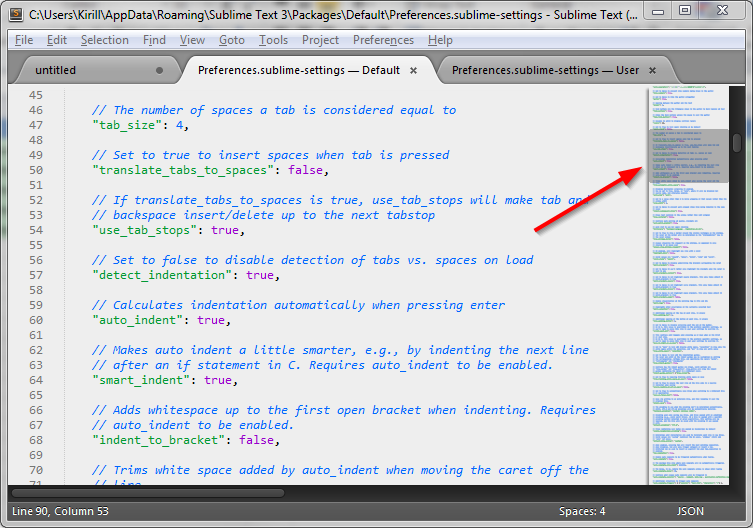 C:\Users\Kirill\AppData\Roaming\Sublime Text 3\Packages\Default\Preferences.sublime-settings - Sublime Text (...
File Edit Selection Find View Goto Tools Project Preferences Help
untitled Preferences.sublime-settings — Default Preferences.sublime-settings — User
45
46 // The number of spaces a tab is considered equal to
47 "tab_size": 4,
48
49 // Set to true to insert spaces when tab is pressed
50 "translate_tabs_to_spaces": false,
51
52 // If translate_tabs_to_spaces is true, use_tab_stops will make tab and
53 // backspace insert/delete up to the next tabstop
54 "use_tab_stops": true,
55
56 // Set to false to disable detection of tabs vs. spaces on load
57 "detect_indentation": true,
58
59 // Calculates indentation automatically when pressing enter
60 "auto_indent": true,
61
62 // Makes auto indent a little smarter, e.g., by indenting the next line
63 // after an if statement in C. Requires auto_indent to be enabled.
64 "smart_indent": true,
65
66 // Adds whitespace up to the first open bracket when indenting. Requires
67 // auto_indent to be enabled.
68 "indent_to_bracket": false,
69
70 // Trims white space added by auto_indent when moving the caret off the
71 // line.
Line 90, Column 53 Spaces: 4 JSON